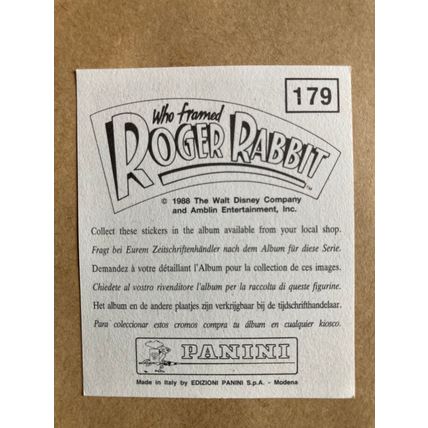 179
Who framed
ROGER RABBIT
TM
© 1988 The Walt Disney Company
and Amblin Entertainment, Inc.
Collect these stickers in the album available from your local shop.
Fragt bei Eurem Zeitschriftenhändler nach dem Album für diese Serie.
Demandez à votre détaillant l'Album pour la collection de ces images.
Chiedete al vostro rivenditore l'album per la raccolta di queste figurine.
Het album en de andere plaatjes zijn verkrijgbaar bij de tijdschrifthandelaar.
Para coleccionar estos cromos compra tu álbum en cualquier kiosco.
PANINI
Made in Italy by EDIZIONI PANINI S.p.A. - Modena